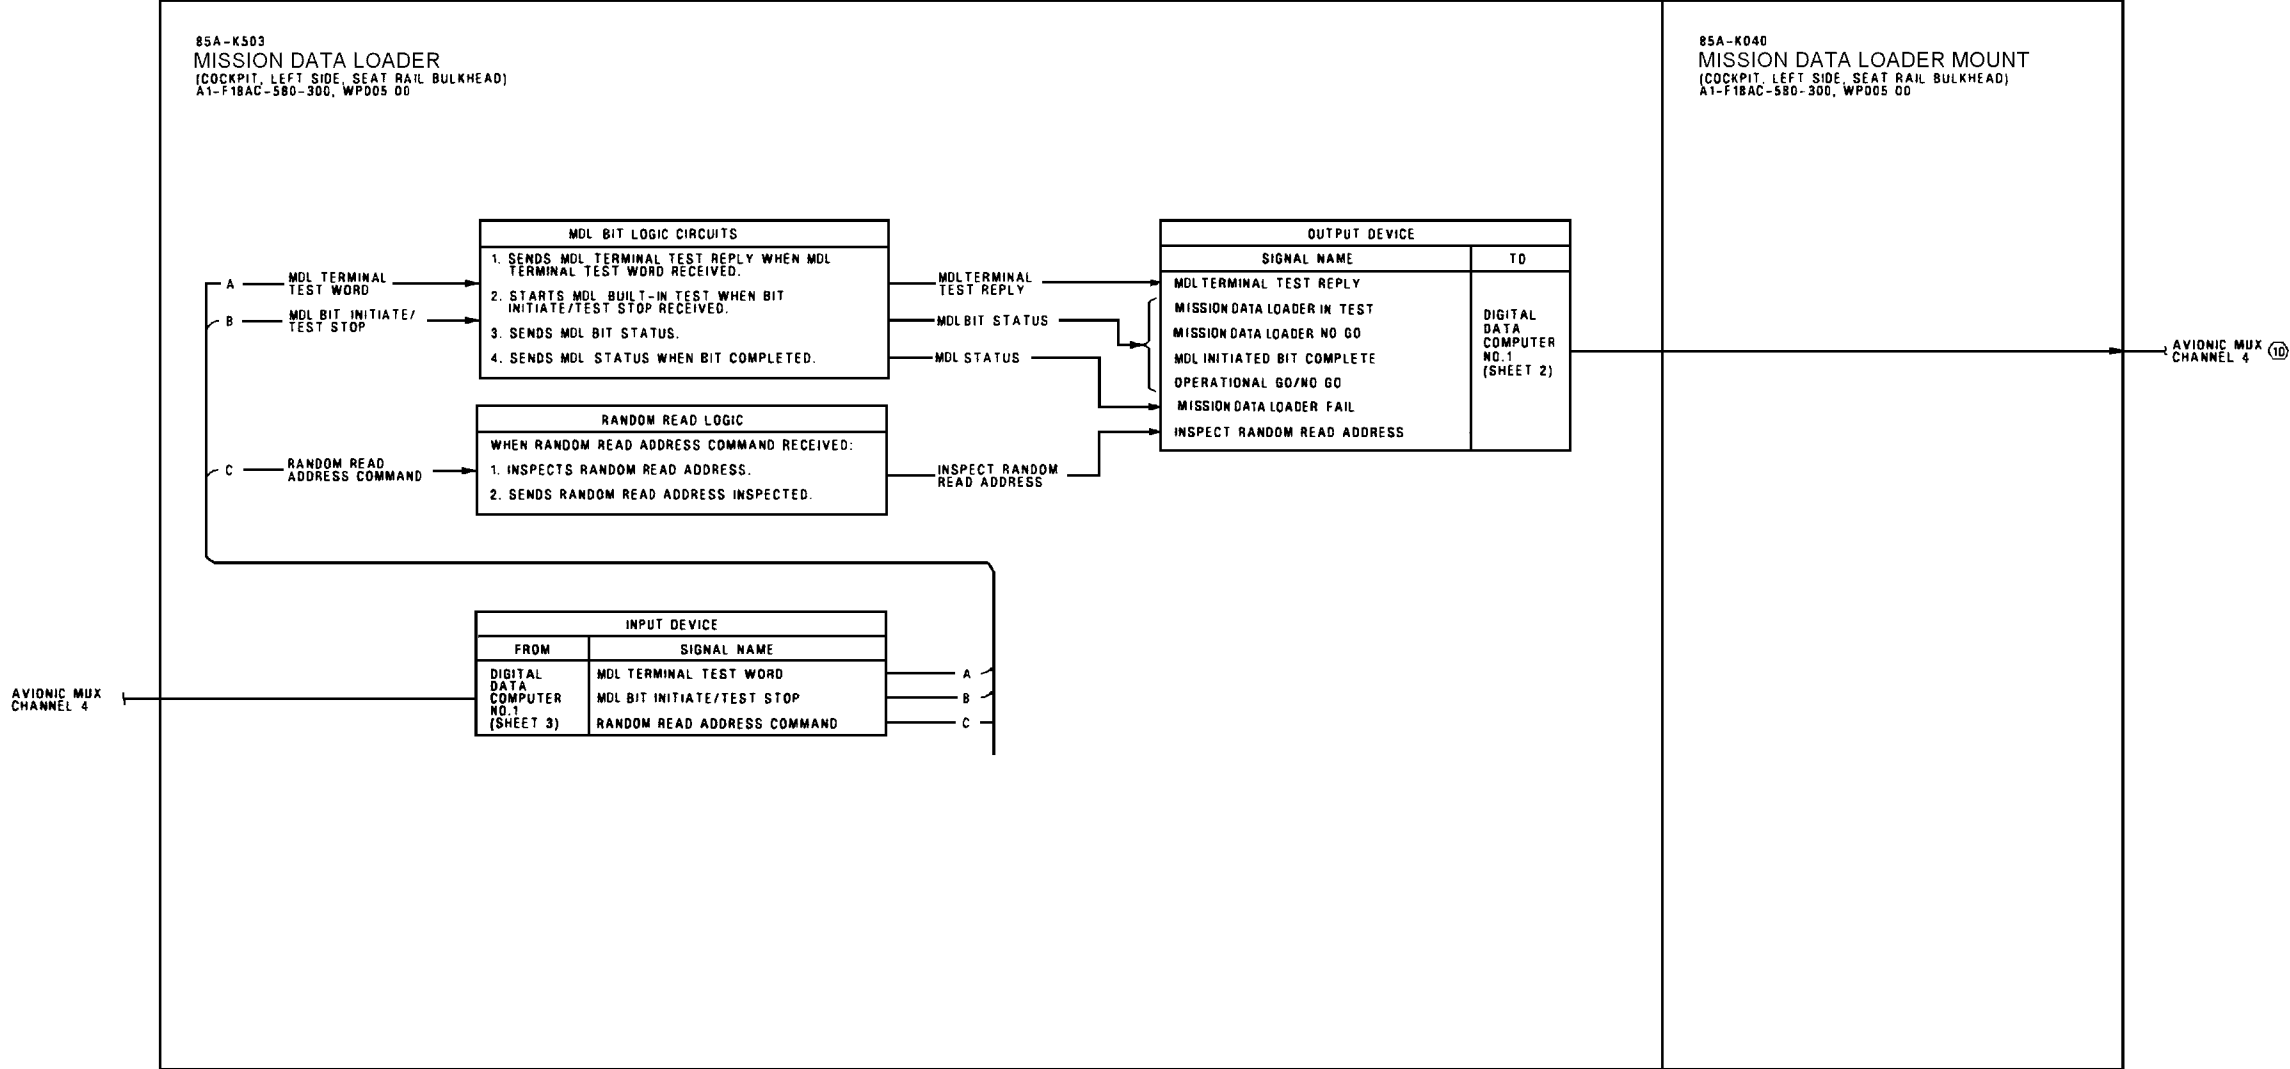 85A-K503
MISSION DATA LOADER
(COCKPIT, LEFT SIDE, SEAT RAIL BULKHEAD)
A1-F18AC-580-300, WP005 00
85A-K040
MISSION DATA LOADER MOUNT
(COCKPIT, LEFT SIDE, SEAT RAIL BULKHEAD)
A1-F18AC-580-300, WP005 00
A
MDL TERMINAL
TEST WORD
B
MDL BIT INITIATE/
TEST STOP
MDL BIT LOGIC CIRCUITS
1. SENDS MDL TERMINAL TEST REPLY WHEN MDL
TERMINAL TEST WORD RECEIVED.
2. STARTS MDL BUILT-IN TEST WHEN BIT
INITIATE/TEST STOP RECEIVED.
3. SENDS MDL BIT STATUS.
4. SENDS MDL STATUS WHEN BIT COMPLETED.
MDL TERMINAL
TEST REPLY
MDL BIT STATUS
MDL STATUS
OUTPUT DEVICE
SIGNAL NAME
TO
MDL TERMINAL TEST REPLY
MISSION DATA LOADER IN TEST
MISSION DATA LOADER NO GO
MDL INITIATED BIT COMPLETE
OPERATIONAL GO/NO GO
MISSION DATA LOADER FAIL
INSPECT RANDOM READ ADDRESS
DIGITAL
DATA
COMPUTER
NO.1
(SHEET 2)
AVIONIC MUX
CHANNEL 4
10
C
RANDOM READ
ADDRESS COMMAND
RANDOM READ LOGIC
WHEN RANDOM READ ADDRESS COMMAND RECEIVED:
1. INSPECTS RANDOM READ ADDRESS.
2. SENDS RANDOM READ ADDRESS INSPECTED.
INSPECT RANDOM
READ ADDRESS
AVIONIC MUX
CHANNEL 4
INPUT DEVICE
FROM
SIGNAL NAME
DIGITAL
DATA
COMPUTER
NO.1
(SHEET 3)
MDL TERMINAL TEST WORD
MDL BIT INITIATE/TEST STOP
RANDOM READ ADDRESS COMMAND
A
B
C